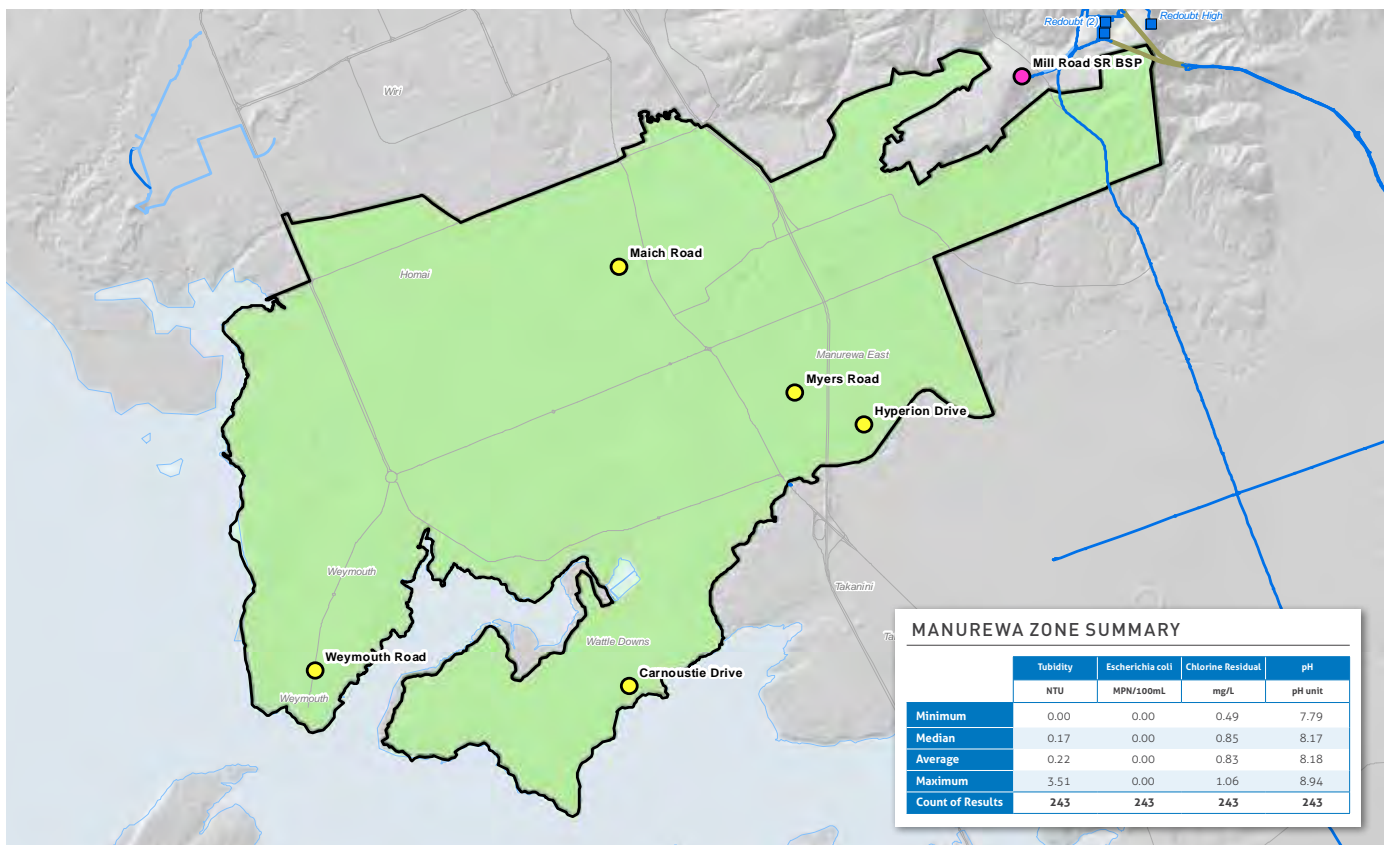 Redoubt (2)
Redoubt High
Mill Road SR BSP
Wiri
Maich Road
Homai
Manurewa East
Myers Road
Hyperion Drive
Weymouth
Takanini
Wattle Downs
Weymouth Road
Carnoustie Drive
Weymouth
MANUREWA ZONE SUMMARY
Tubidity Escherichia coli Chlorine Residual pH
NTU MPN/100mL mg/L pH unit
Minimum 0.00 0.00 0.49 7.79
Median 0.17 0.00 0.85 8.17
Average 0.22 0.00 0.83 8.18
Maximum 3.51 0.00 1.06 8.94
Count of Results 243 243 243 243